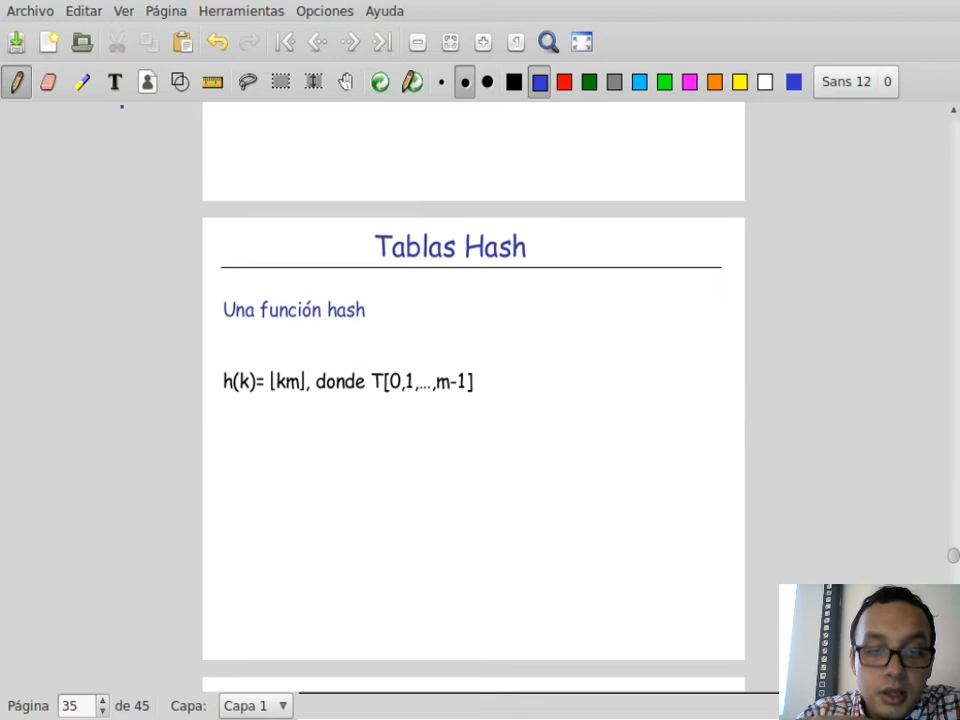 Archivo Editar Ver Página Herramientas Opciones Ayuda
T Sans 12 0
Tablas Hash
Una función hash
h(k)= ⌊km⌋, donde T[0,1,...,m-1]
Página 35 de 45 Capa: Capa 1